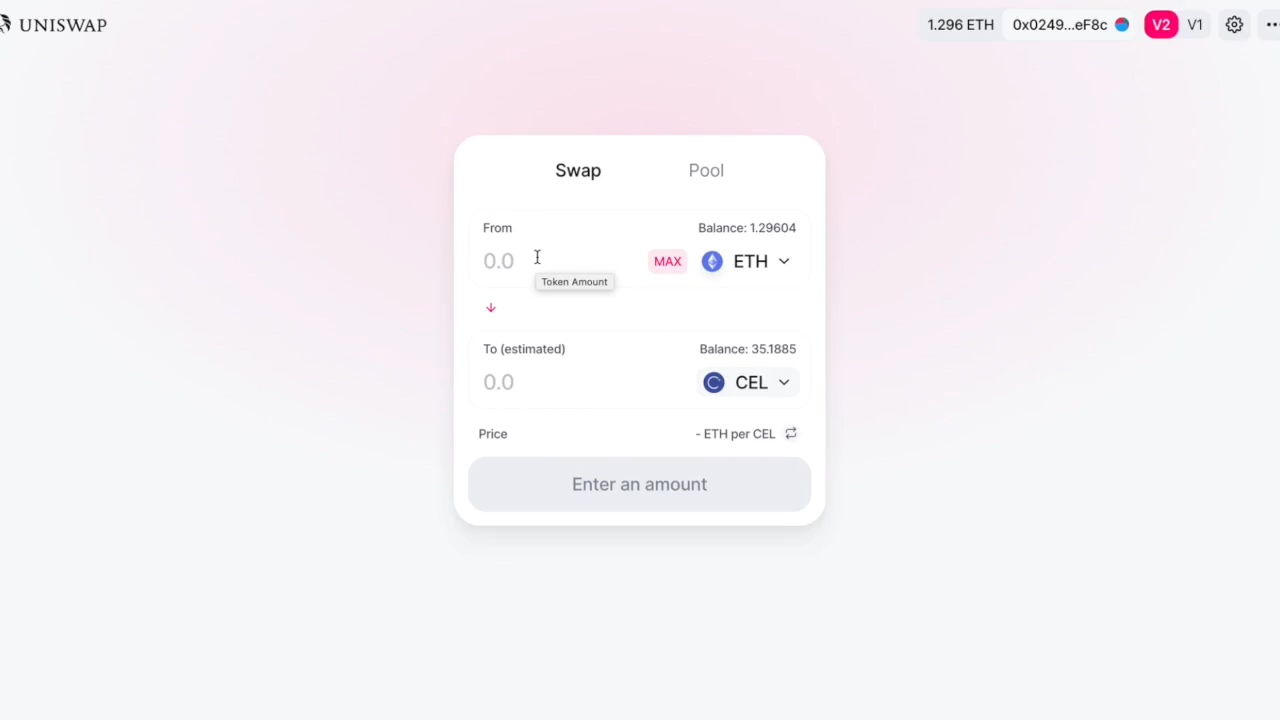 UNISWAP
1.296 ETH 0x0249...eF8c V2 V1
Swap Pool
From Balance: 1.29604
0.0 MAX ETH
Token Amount
To (estimated) Balance: 35.1885
0.0 CEL
Price - ETH per CEL
Enter an amount